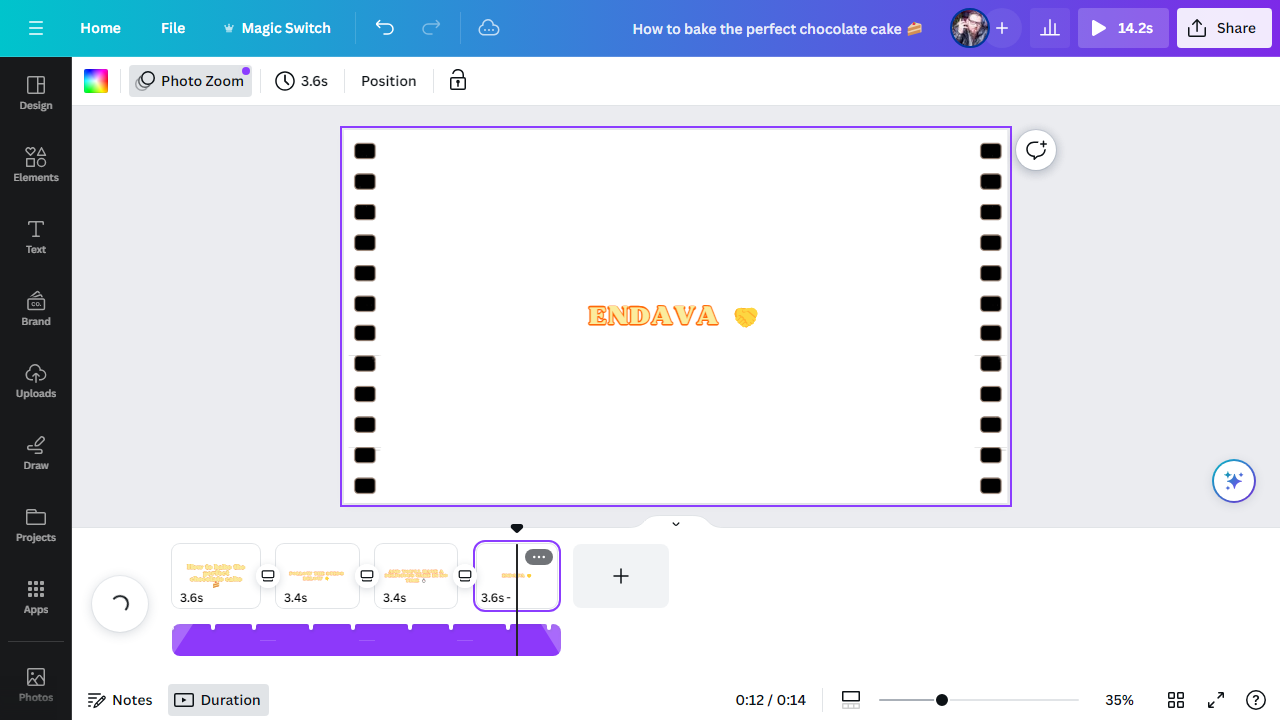 Home
File
Magic Switch
How to bake the perfect chocolate cake 🍰
14.2s
Share
Photo Zoom
3.6s
Position
Design
Elements
Text
CO.
Brand
Uploads
Draw
Projects
Apps
Photos
ENDAVA 🤝
How to bake the
perfect
chocolate cake
3.6s
3.4s
3.4s
ENDAVA
3.6s-
Notes
Duration
0:12 / 0:14
35%